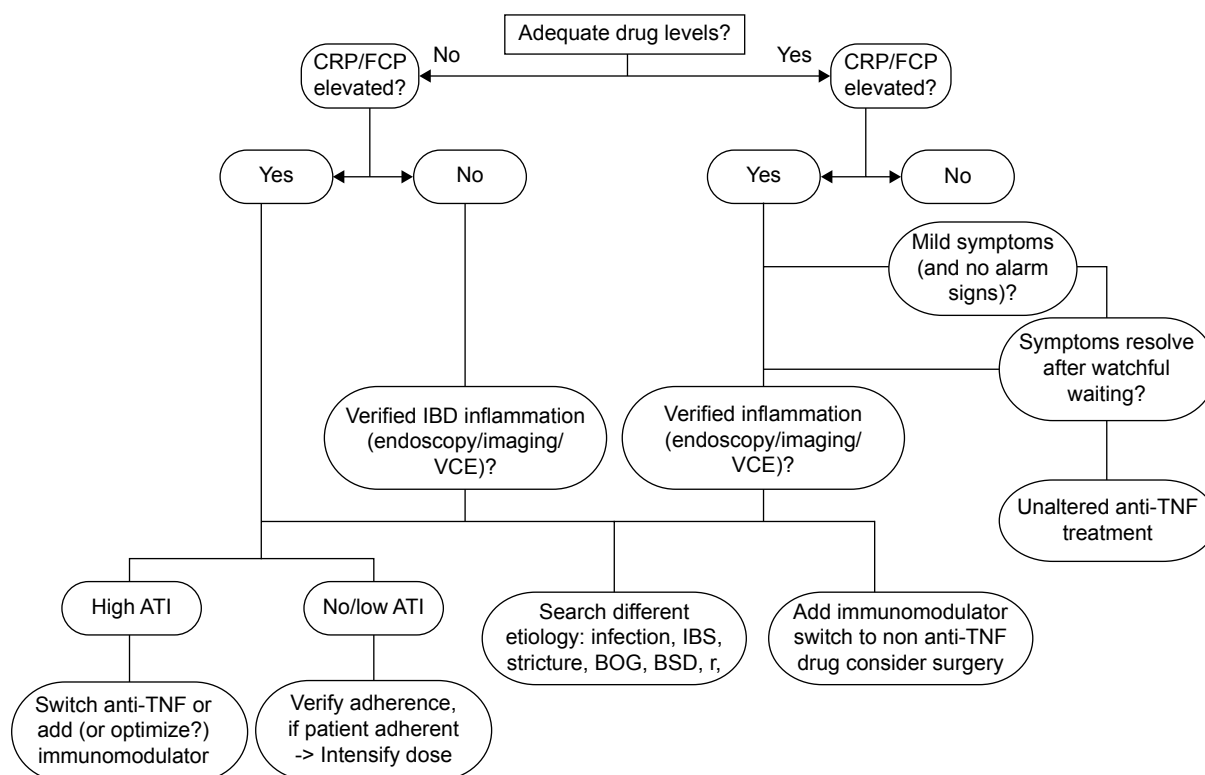 Adequate drug levels?
No
Yes
CRP/FCP
elevated?
CRP/FCP
elevated?
Yes
No
Yes
No
Mild symptoms
(and no alarm
signs)?
Symptoms resolve
after watchful
waiting?
Verified IBD inflammation
(endoscopy/imaging/
VCE)?
Verified inflammation
(endoscopy/imaging/
VCE)?
Unaltered anti-TNF
treatment
High ATI
No/low ATI
Search different
etiology: infection, IBS,
stricture, BOG, BSD, r,
Add immunomodulator
switch to non anti-TNF
drug consider surgery
Switch anti-TNF or
add (or optimize?)
immunomodulator
Verify adherence,
if patient adherent
-> Intensify dose